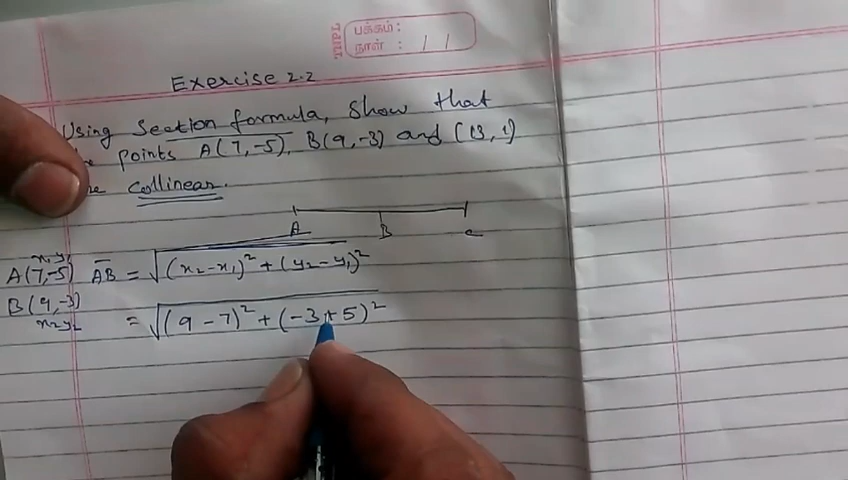 பக்கம்:
நாள் : / /
TNPL
Exercise 2.2
Using Section formula, Show that
points A(7,-5), B(9,-3) and (13, 1)
collinear.
A B C
x₁ y₁
A(7,-5) AB = √(x₂-x₁)² + (y₂-y₁)²
B(9,-3)
x₂ y₂ = √(9-7)² + (-3+5)²